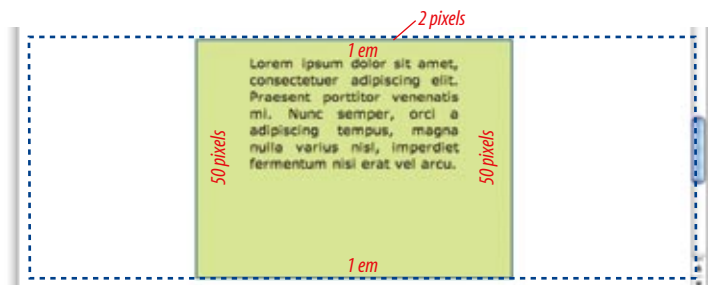 2 pixels
1 em
Lorem ipsum dolor sit amet,
consectetuer adipiscing elit.
Praesent porttitor venenatis
mi. Nunc semper, orci a
adipiscing tempus, magna
nulla varius nisl, imperdiet
fermentum nisi erat vel arcu.
50 pixels
50 pixels
1 em